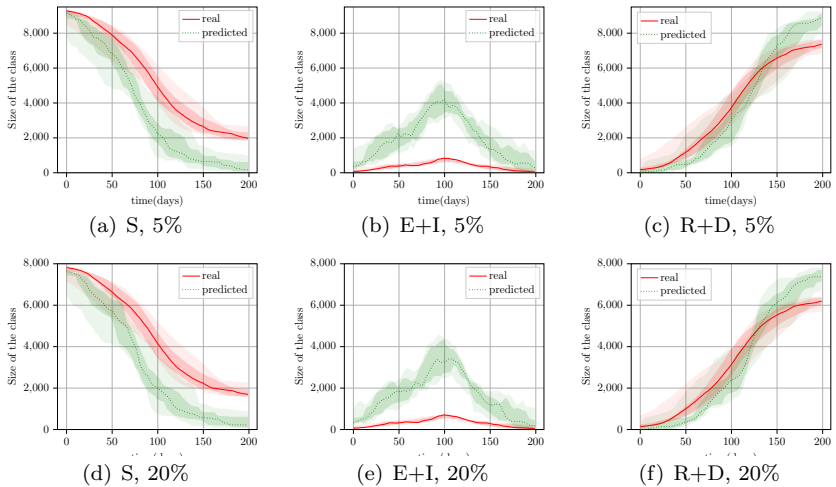 real
predicted
Size of the class
8,000
6,000
4,000
2,000
0
0 50 100 150 200
time(days)
(a) S, 5%
real
predicted
Size of the class
8,000
6,000
4,000
2,000
0
0 50 100 150 200
time(days)
(b) E+I, 5%
real
predicted
Size of the class
8,000
6,000
4,000
2,000
0
0 50 100 150 200
time(days)
(c) R+D, 5%
real
predicted
Size of the class
8,000
6,000
4,000
2,000
0
0 50 100 150 200
time(days)
(d) S, 20%
real
predicted
Size of the class
8,000
6,000
4,000
2,000
0
0 50 100 150 200
time(days)
(e) E+I, 20%
real
predicted
Size of the class
8,000
6,000
4,000
2,000
0
0 50 100 150 200
time(days)
(f) R+D, 20%